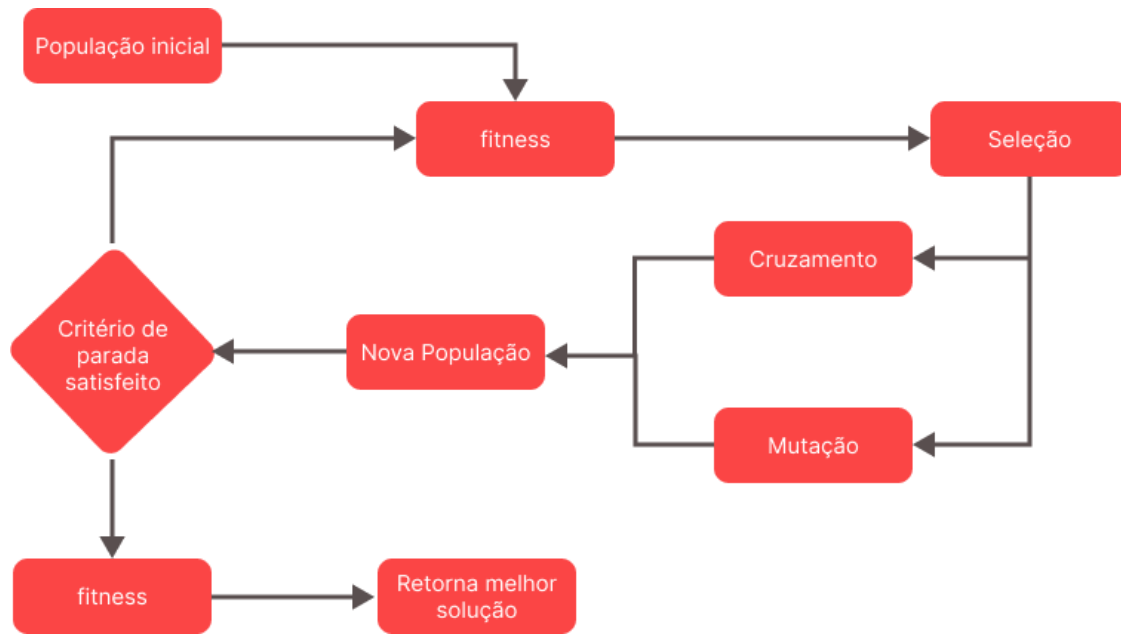 População inicial
fitness
Seleção
Cruzamento
Critério de
parada
satisfeito
Nova População
Mutação
fitness
Retorna melhor
solução